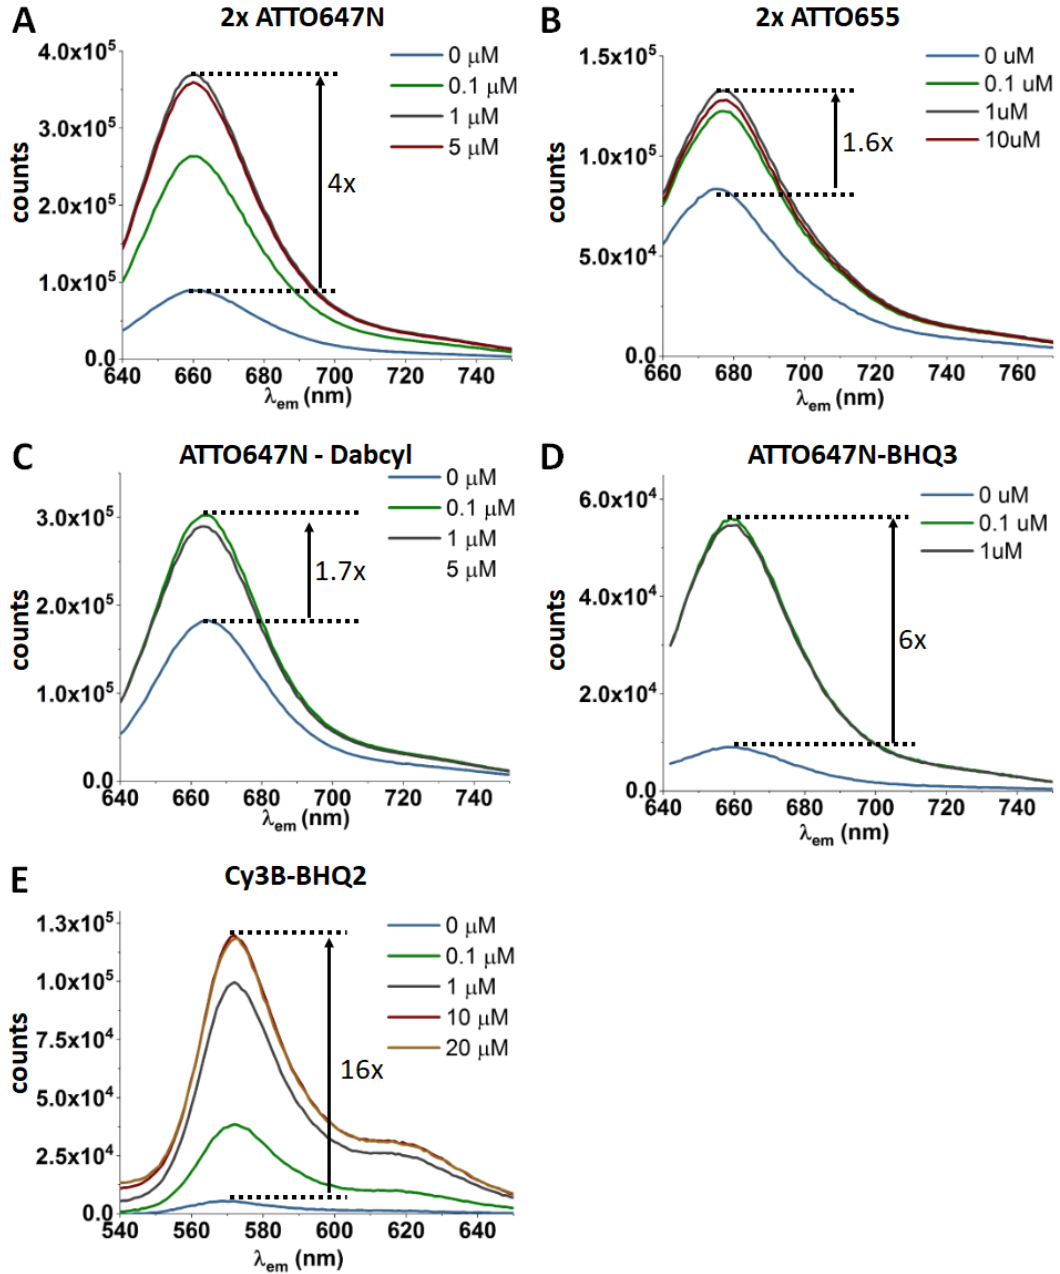 A
2x ATTO647N
counts
4.0x10⁵
3.0x10⁵
2.0x10⁵
1.0x10⁵
0.0
0 μM
0.1 μM
1 μM
5 μM
4x
640 660 680 700 720 740
λem (nm)
B
2x ATTO655
counts
1.5x10⁵
1.0x10⁵
5.0x10⁴
0.0
0 uM
0.1 uM
1uM
10uM
1.6x
660 680 700 720 740 760
λem (nm)
C
ATTO647N - Dabcyl
counts
3.0x10⁵
2.0x10⁵
1.0x10⁵
0.0
0 μM
0.1 μM
1 μM
5 μM
1.7x
640 660 680 700 720 740
λem (nm)
D
ATTO647N-BHQ3
counts
6.0x10⁴
4.0x10⁴
2.0x10⁴
0.0
0 uM
0.1 uM
1uM
6x
640 660 680 700 720 740
λem (nm)
E
Cy3B-BHQ2
counts
1.3x10⁵
1.0x10⁵
7.5x10⁴
5.0x10⁴
2.5x10⁴
0.0
0 μM
0.1 μM
1 μM
10 μM
20 μM
16x
540 560 580 600 620 640
λem (nm)